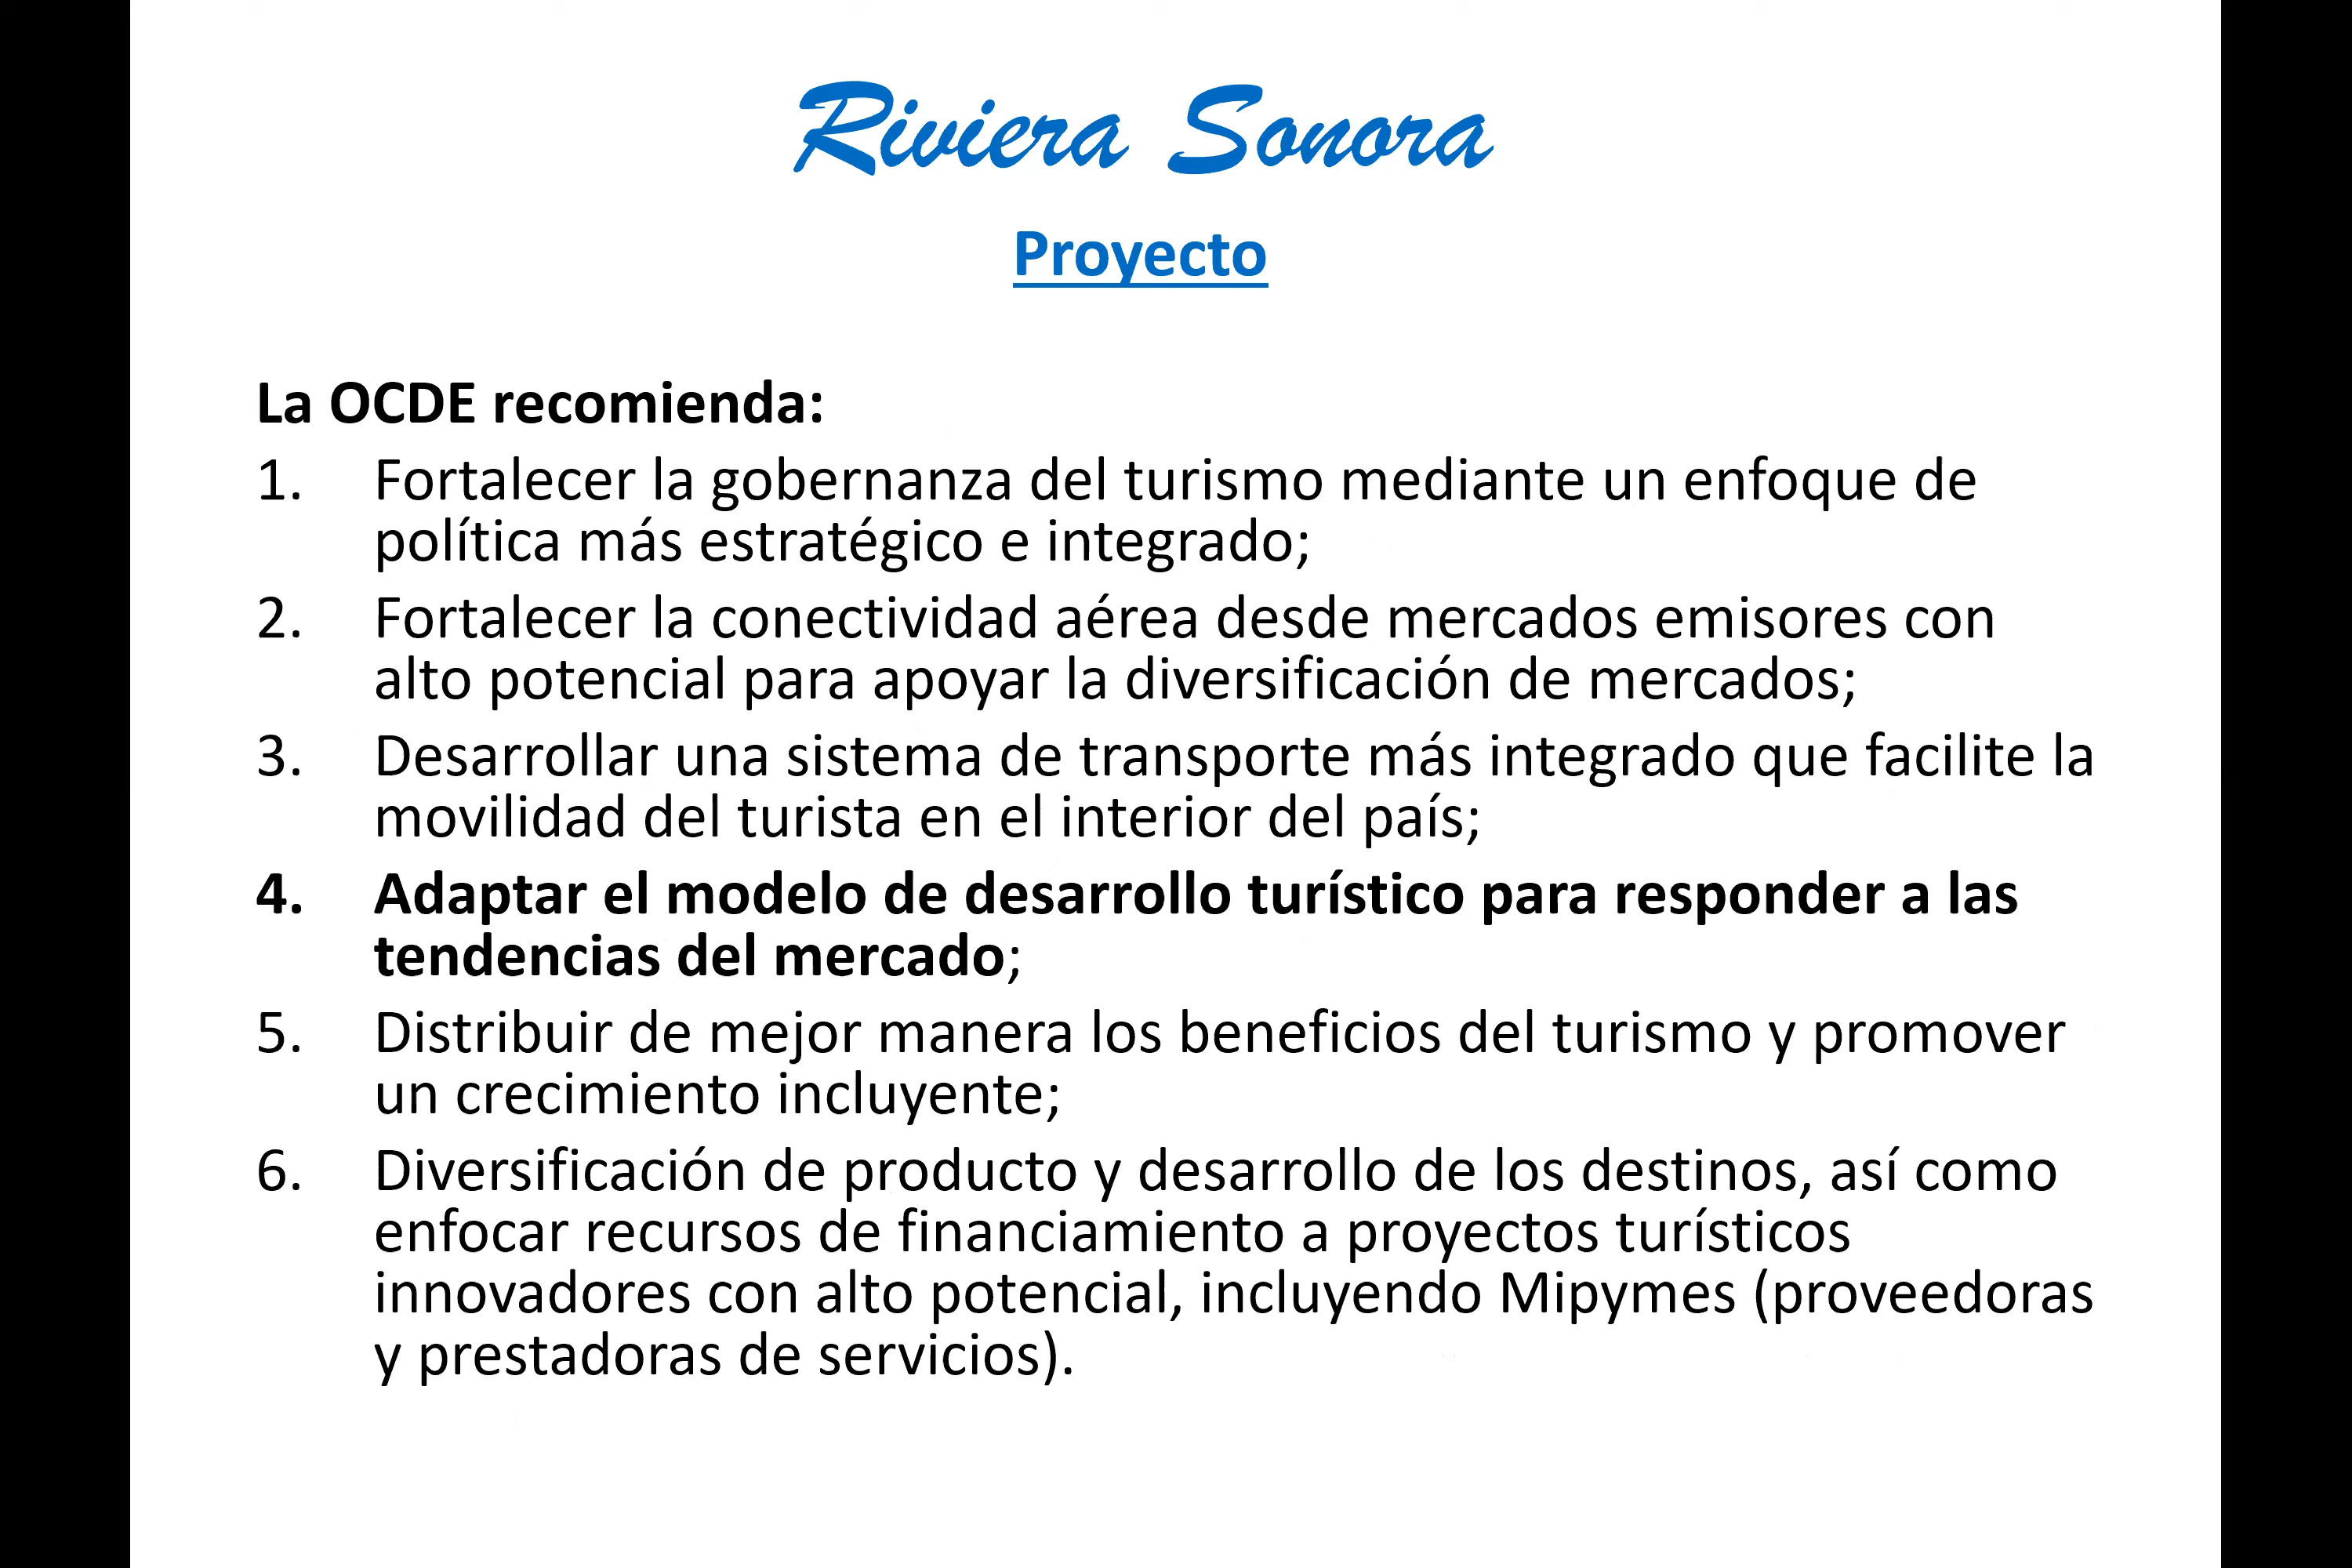 Riviera Sonora
Proyecto
La OCDE recomienda:
1. Fortalecer la gobernanza del turismo mediante un enfoque de
política más estratégico e integrado;
2. Fortalecer la conectividad aérea desde mercados emisores con
alto potencial para apoyar la diversificación de mercados;
3. Desarrollar una sistema de transporte más integrado que facilite la
movilidad del turista en el interior del país;
4. Adaptar el modelo de desarrollo turístico para responder a las
tendencias del mercado;
5. Distribuir de mejor manera los beneficios del turismo y promover
un crecimiento incluyente;
6. Diversificación de producto y desarrollo de los destinos, así como
enfocar recursos de financiamiento a proyectos turísticos
innovadores con alto potencial, incluyendo Mipymes (proveedoras
y prestadoras de servicios).